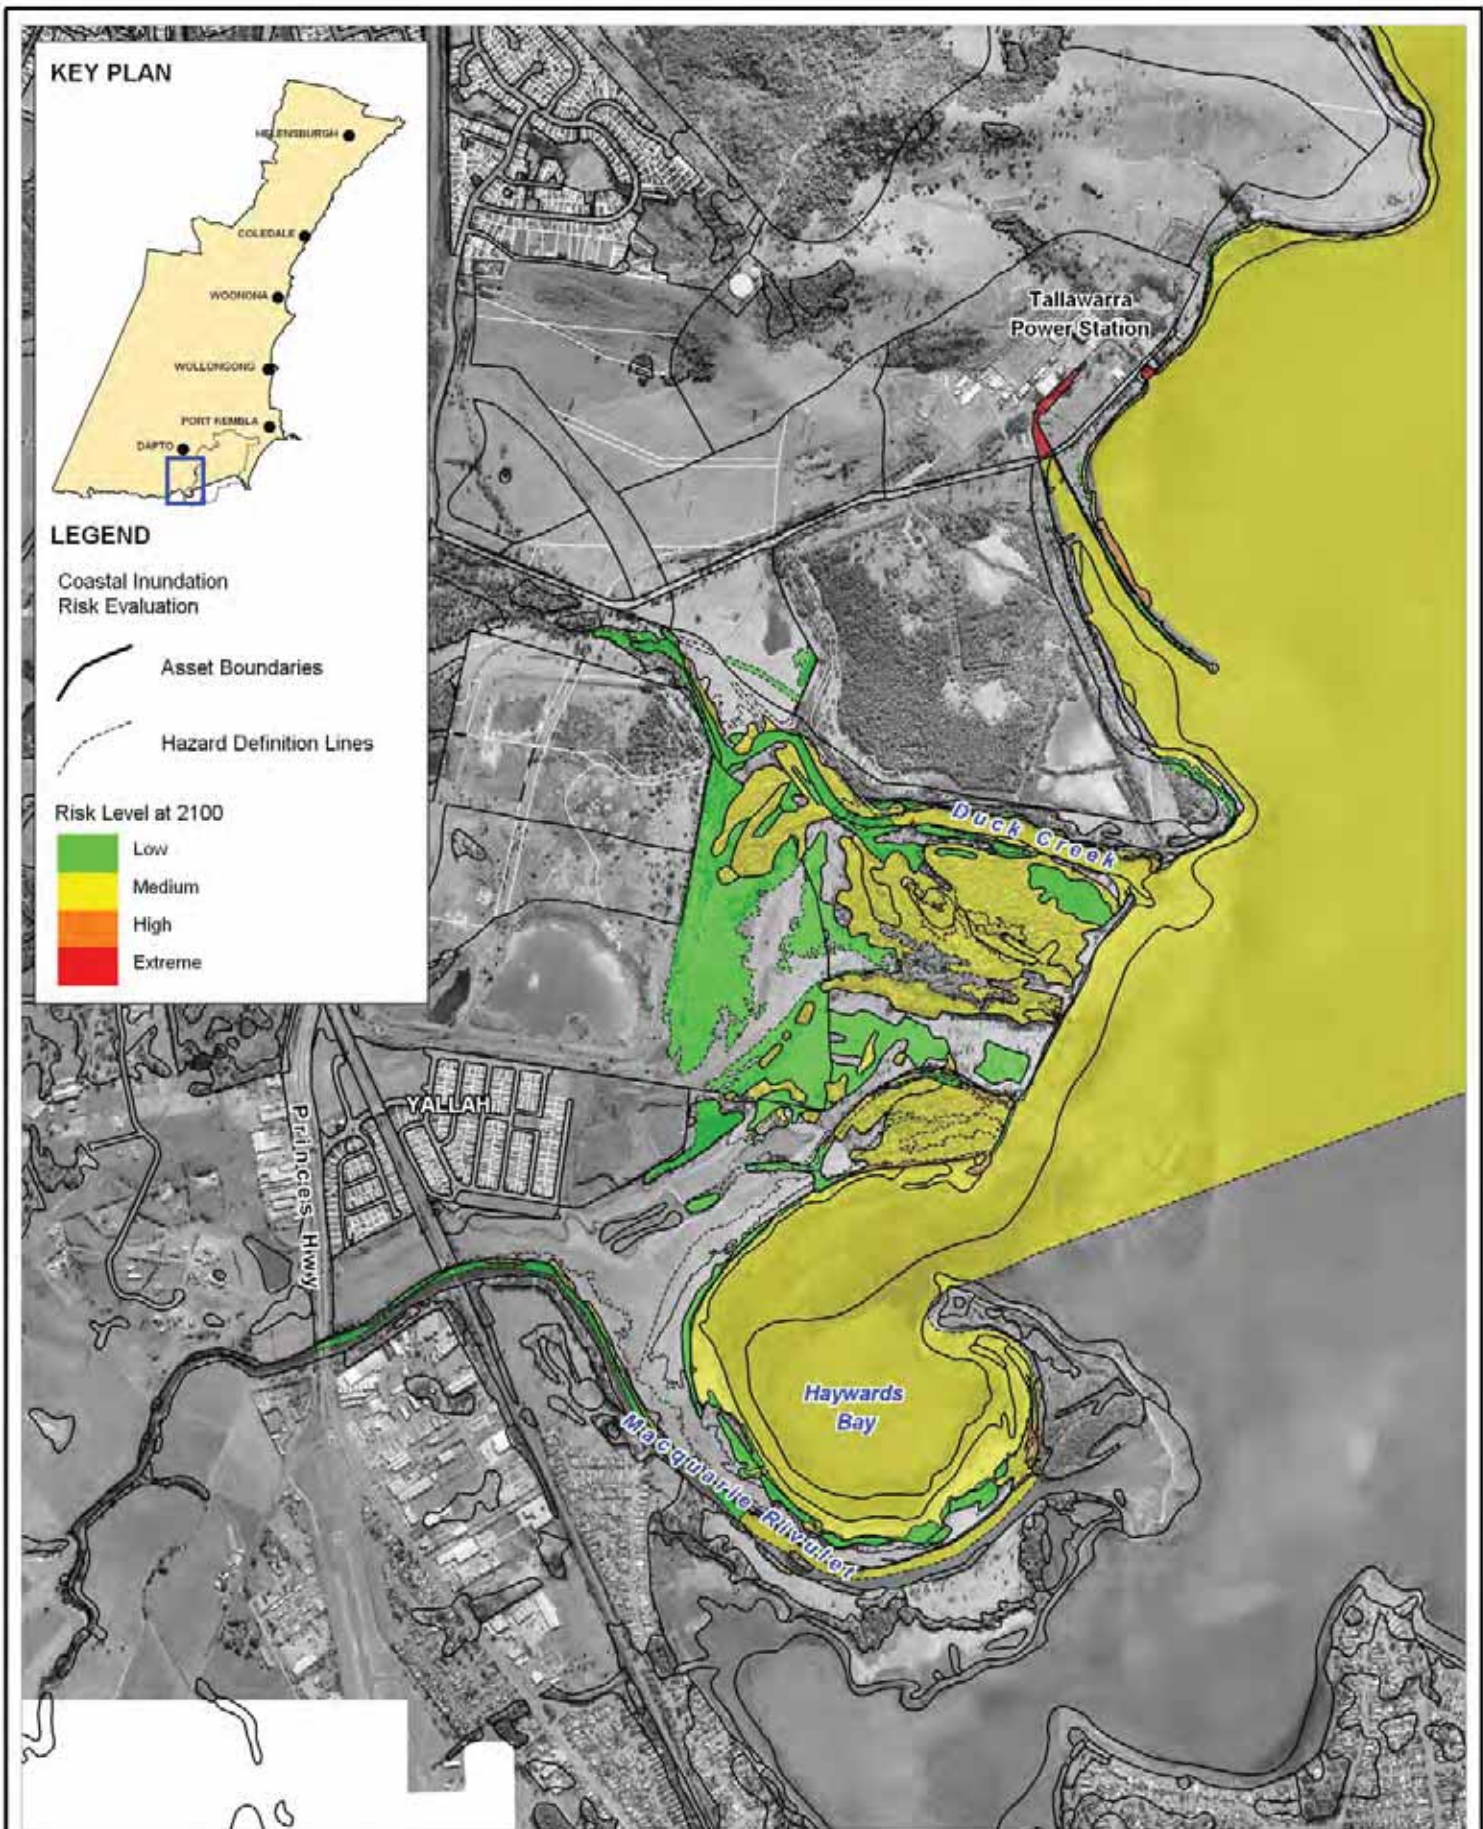 KEY PLAN
HELENSBURGH
COLEDALE
WOONONA
WOLLONGONG
PORT KEMBLA
DAPTO
LEGEND
Coastal Inundation
Risk Evaluation
Asset Boundaries
Hazard Definition Lines
Risk Level at 2100
Low
Medium
High
Extreme
Tallawarra
Power Station
Duck Creek
YALLAH
Princes Hwy
Haywards
Bay
Macquarie Rivulet